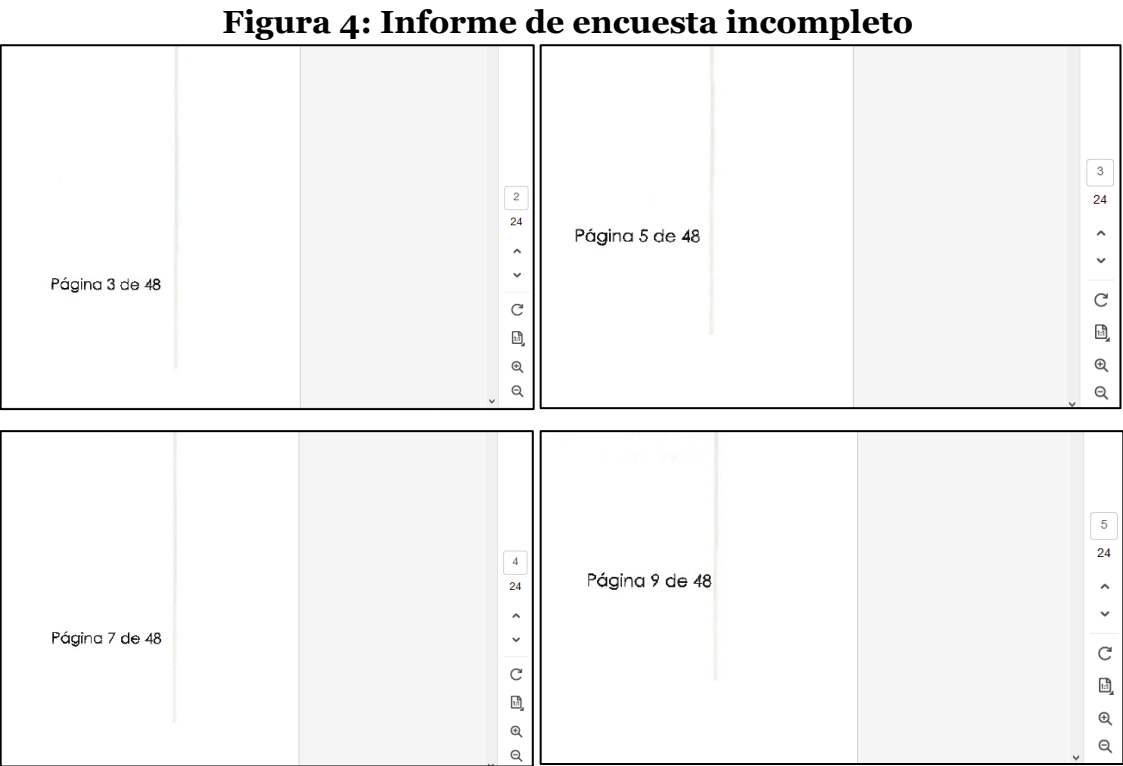 Figura 4: Informe de encuesta incompleto
2
24
Página 3 de 48
3
24
Página 5 de 48
4
24
Página 7 de 48
5
24
Página 9 de 48